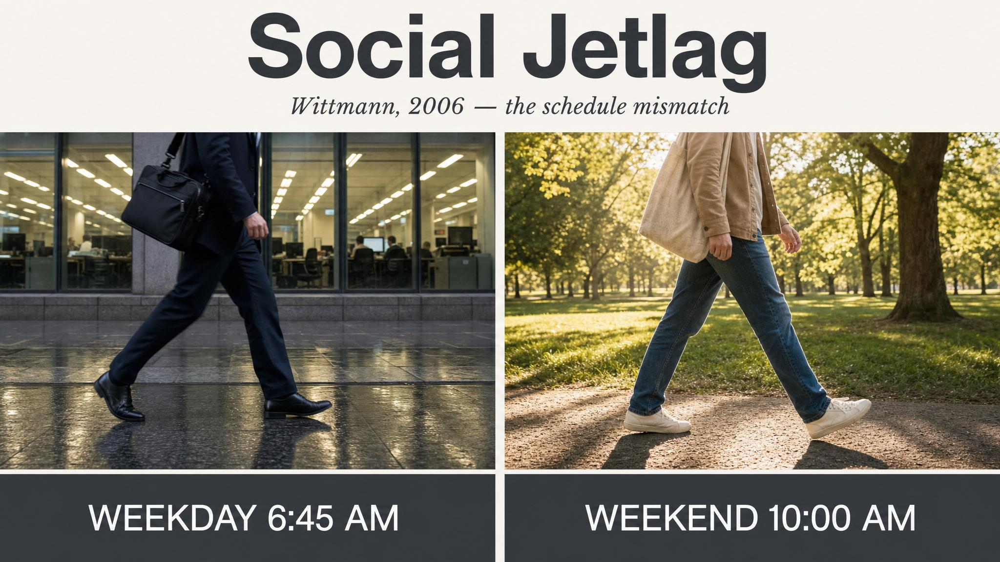 Social Jetlag
Wittmann, 2006 — the schedule mismatch
WEEKDAY 6:45 AM
WEEKEND 10:00 AM